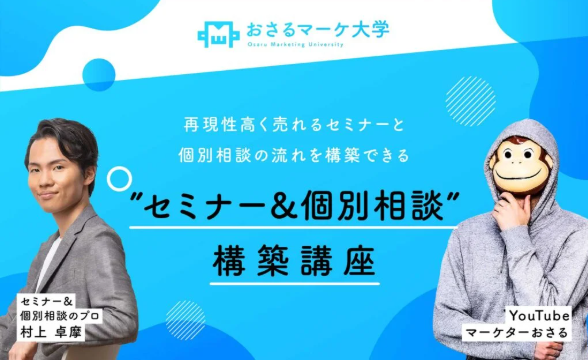 おさるマーケ大学
Osaru Marketing University
再現性高く売れるセミナーと
個別相談の流れを構築できる
"セミナー&個別相談"
構築講座
セミナー&
個別相談のプロ
村上 卓摩
YouTube
マーケターおさる